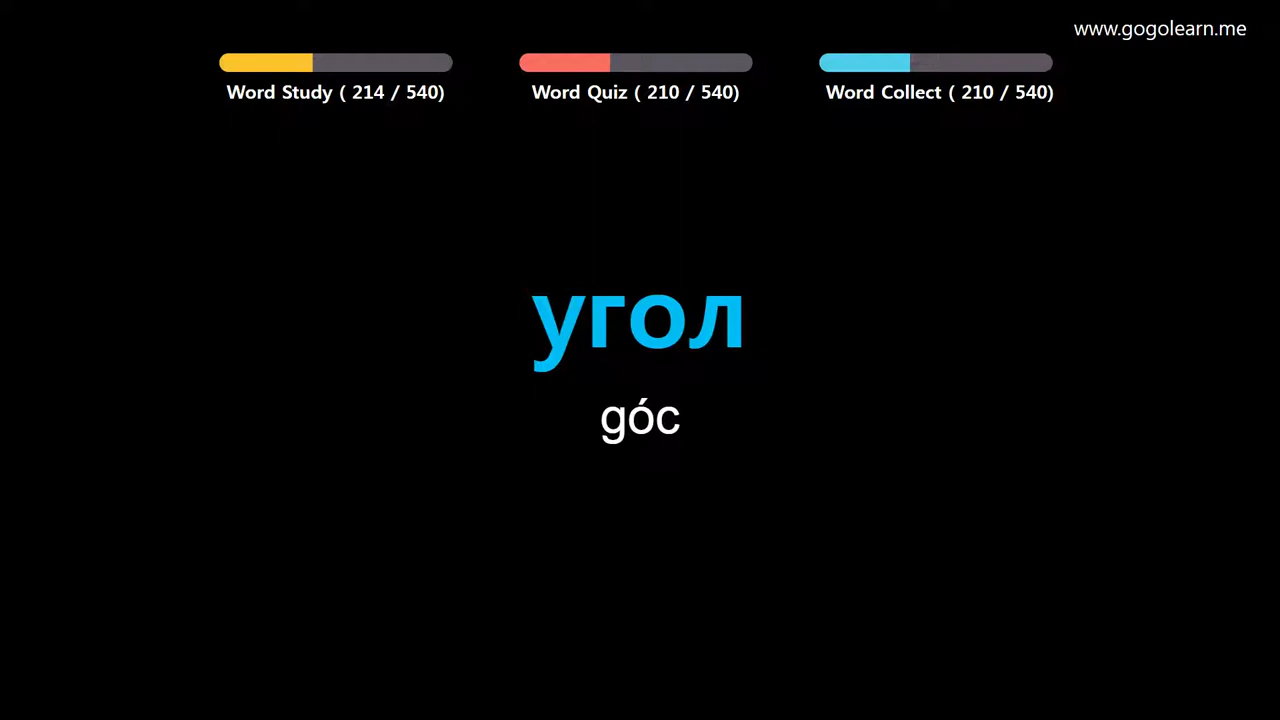 www.gogolearn.me
Word Study ( 214 / 540)
Word Quiz ( 210 / 540)
Word Collect ( 210 / 540)
угол
góc